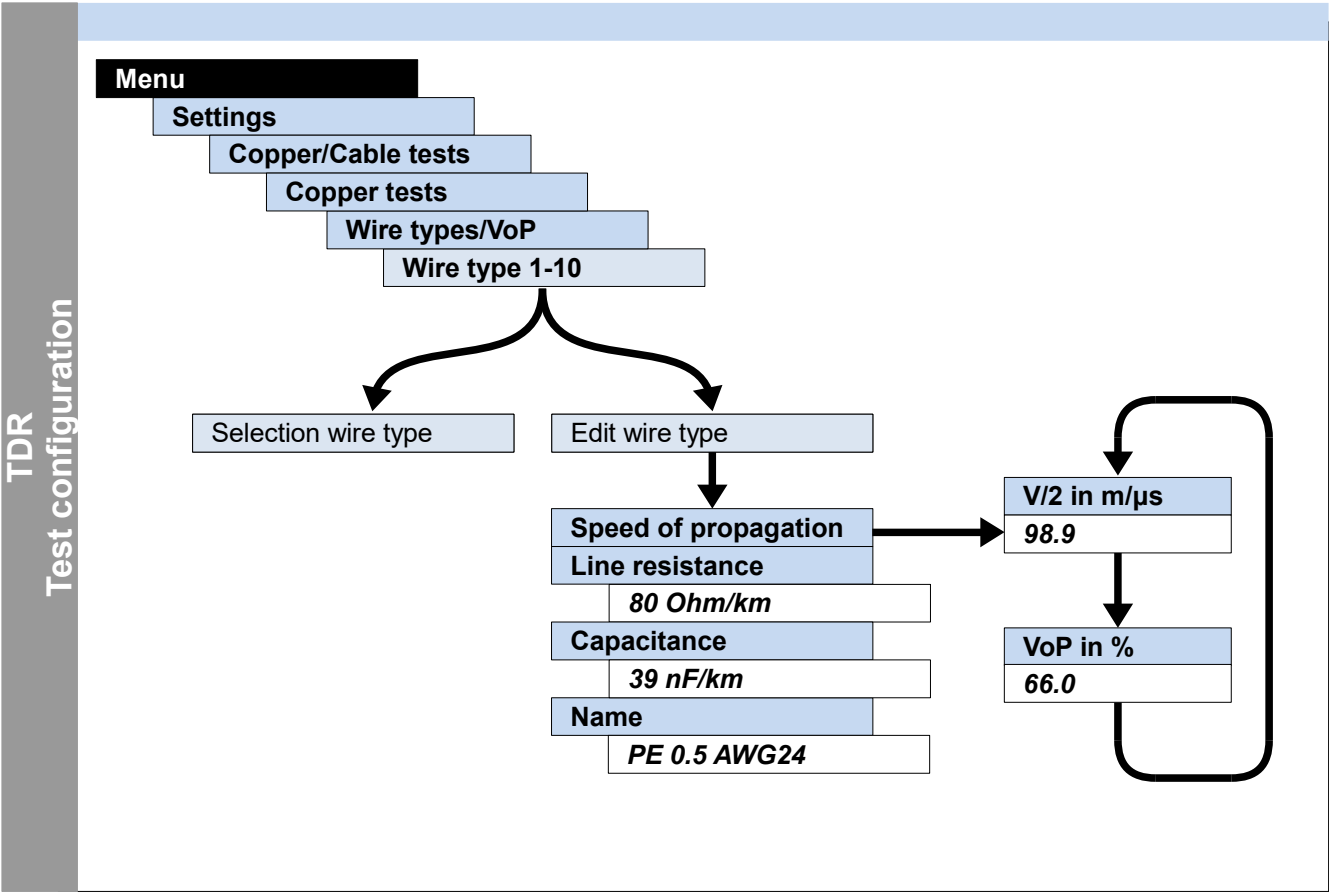 TDR
Test configuration
Menu
Settings
Copper/Cable tests
Copper tests
Wire types/VoP
Wire type 1-10
Selection wire type
Edit wire type
Speed of propagation
Line resistance
80 Ohm/km
Capacitance
39 nF/km
Name
PE 0.5 AWG24
V/2 in m/µs
98.9
VoP in %
66.0